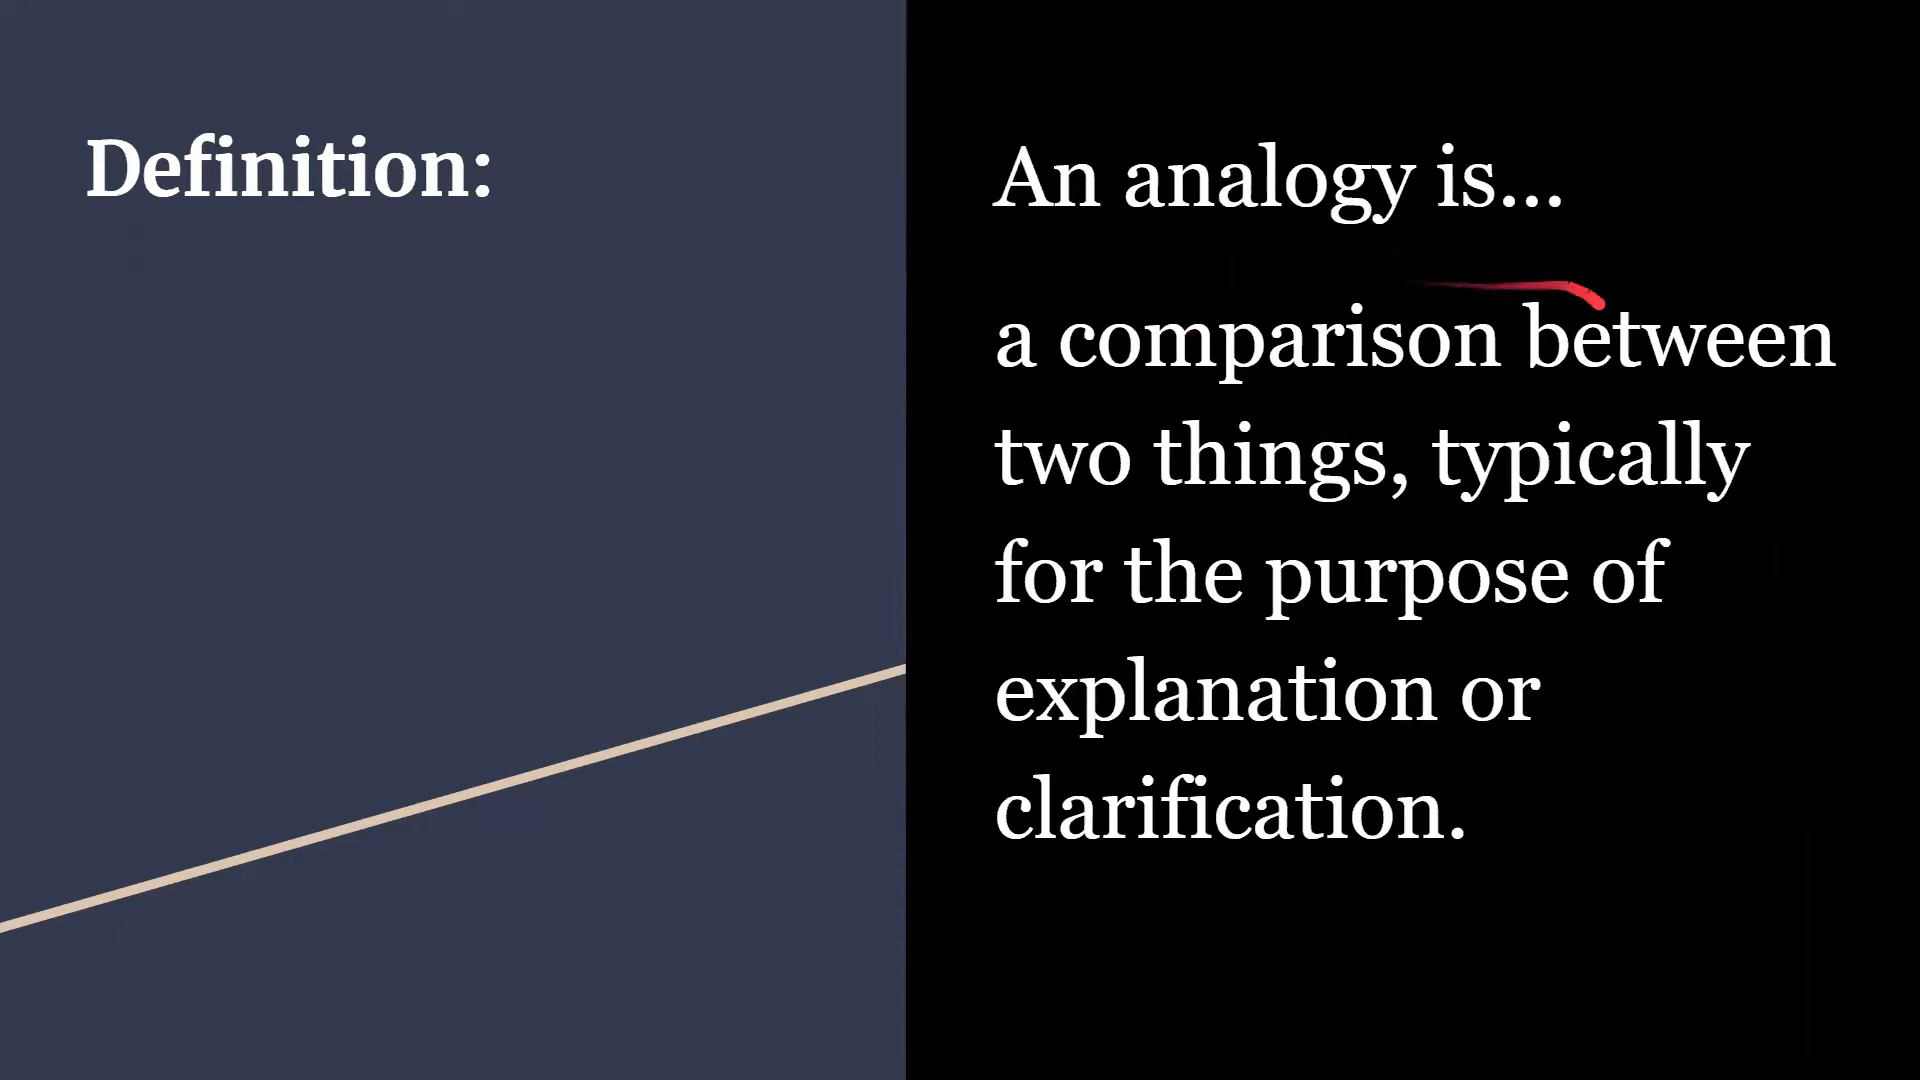 Definition:
An analogy is...
a comparison between
two things, typically
for the purpose of
explanation or
clarification.